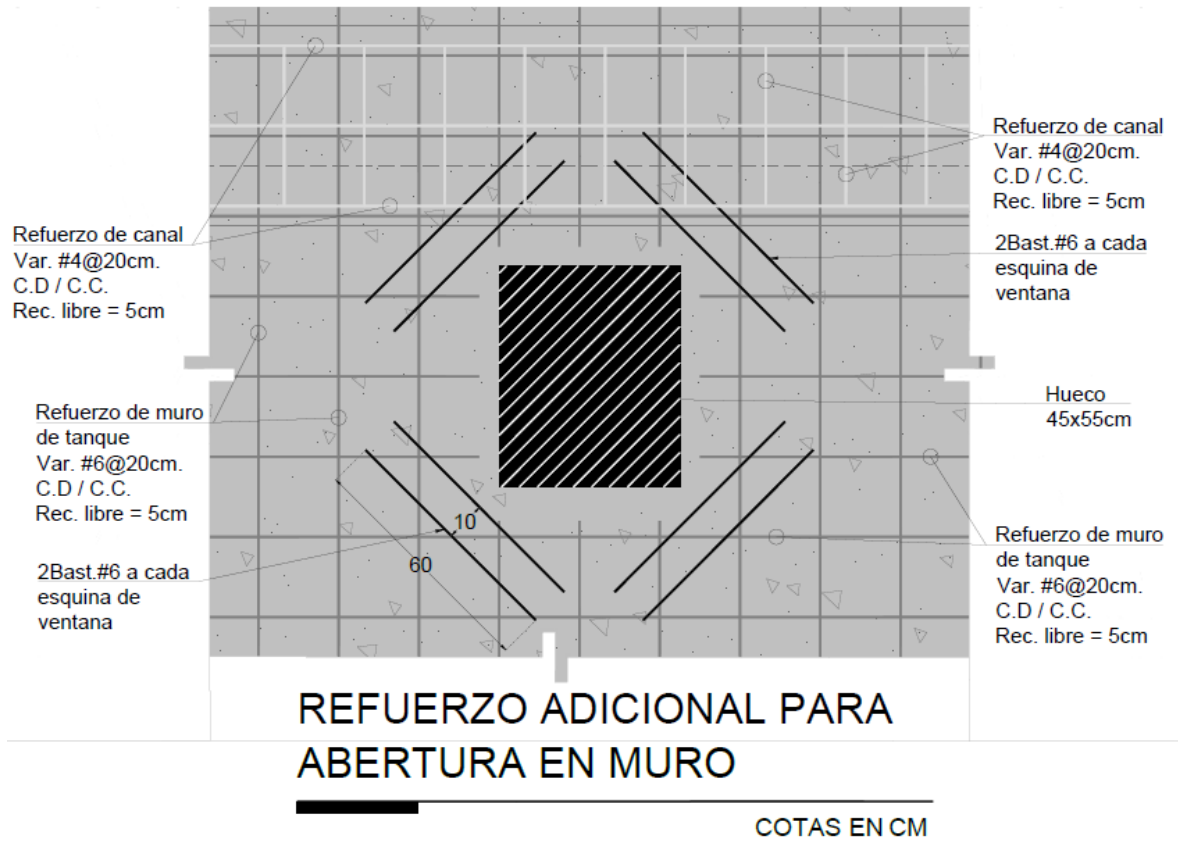 Refuerzo de canal
Var. #4@20cm.
C.D / C.C.
Rec. libre = 5cm
Refuerzo de muro
de tanque
Var. #6@20cm.
C.D / C.C.
Rec. libre = 5cm
2Bast.#6 a cada
esquina de
ventana
10
60
Refuerzo de canal
Var. #4@20cm.
C.D / C.C.
Rec. libre = 5cm
2Bast.#6 a cada
esquina de
ventana
Hueco
45x55cm
Refuerzo de muro
de tanque
Var. #6@20cm.
C.D / C.C.
Rec. libre = 5cm
REFUERZO ADICIONAL PARA
ABERTURA EN MURO
COTAS EN CM